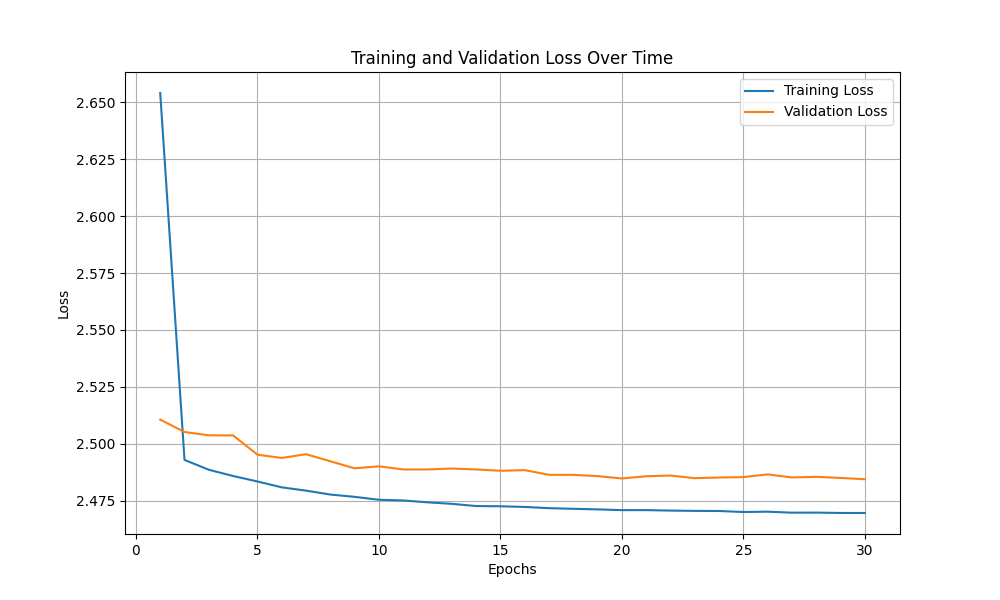 Training and Validation Loss Over Time
Training Loss
Validation Loss
2.650
2.625
2.600
2.575
2.550
2.525
2.500
2.475
Loss
0 5 10 15 20 25 30
Epochs